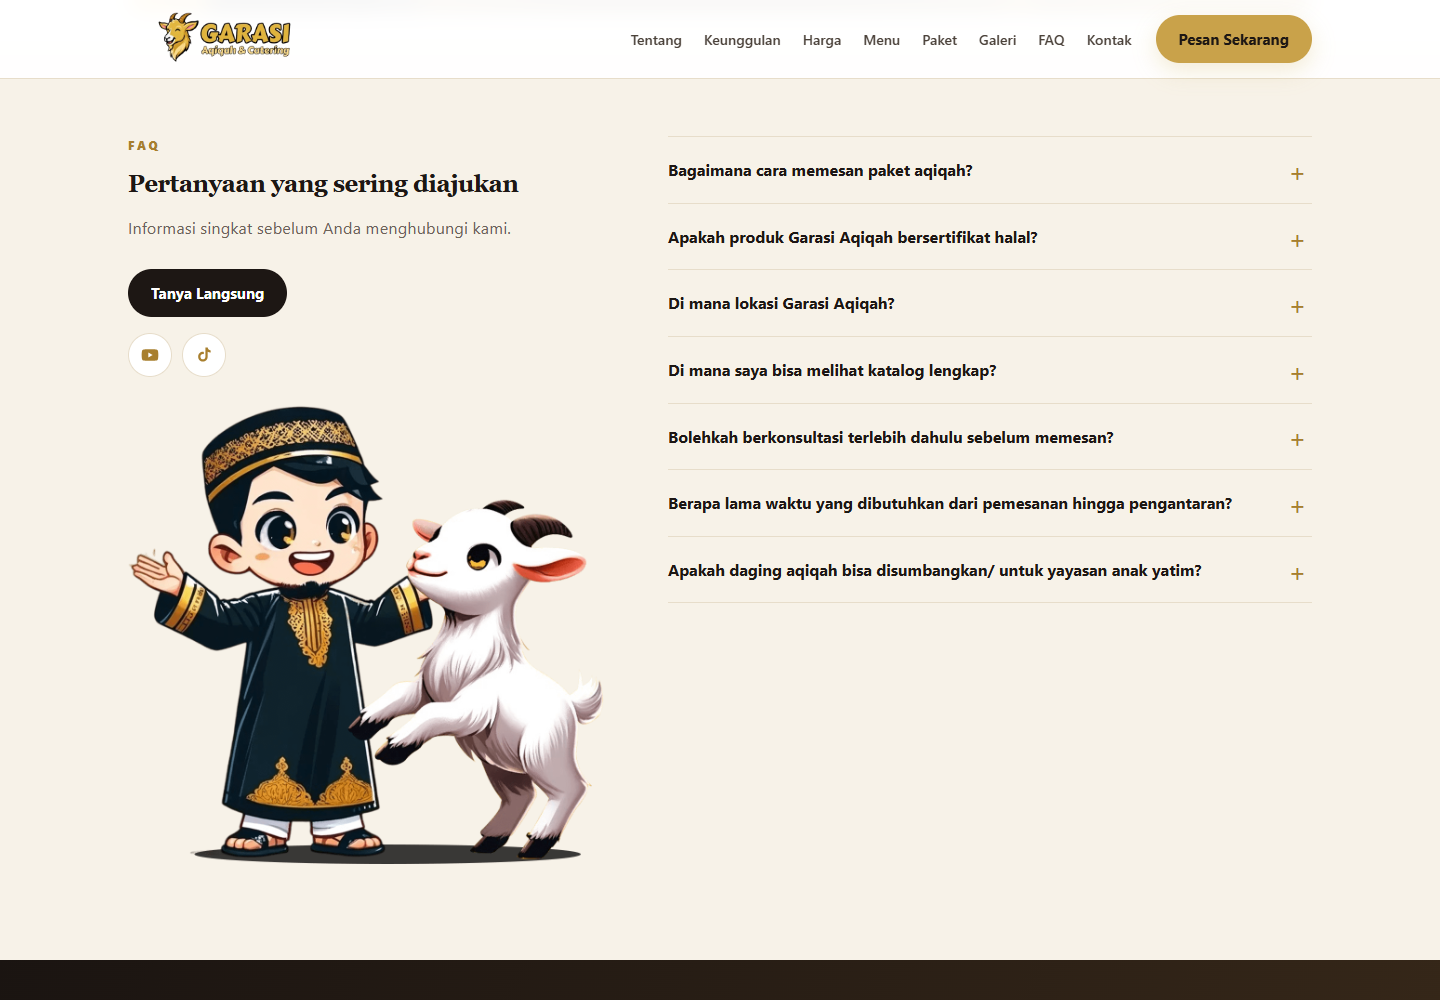 GARASI
Aqiqah & Catering
Tentang Keunggulan Harga Menu Paket Galeri FAQ Kontak Pesan Sekarang
FAQ
Pertanyaan yang sering diajukan
Informasi singkat sebelum Anda menghubungi kami.
Tanya Langsung
Bagaimana cara memesan paket aqiqah?
Apakah produk Garasi Aqiqah bersertifikat halal?
Di mana lokasi Garasi Aqiqah?
Di mana saya bisa melihat katalog lengkap?
Bolehkah berkonsultasi terlebih dahulu sebelum memesan?
Berapa lama waktu yang dibutuhkan dari pemesanan hingga pengantaran?
Apakah daging aqiqah bisa disumbangkan/ untuk yayasan anak yatim?